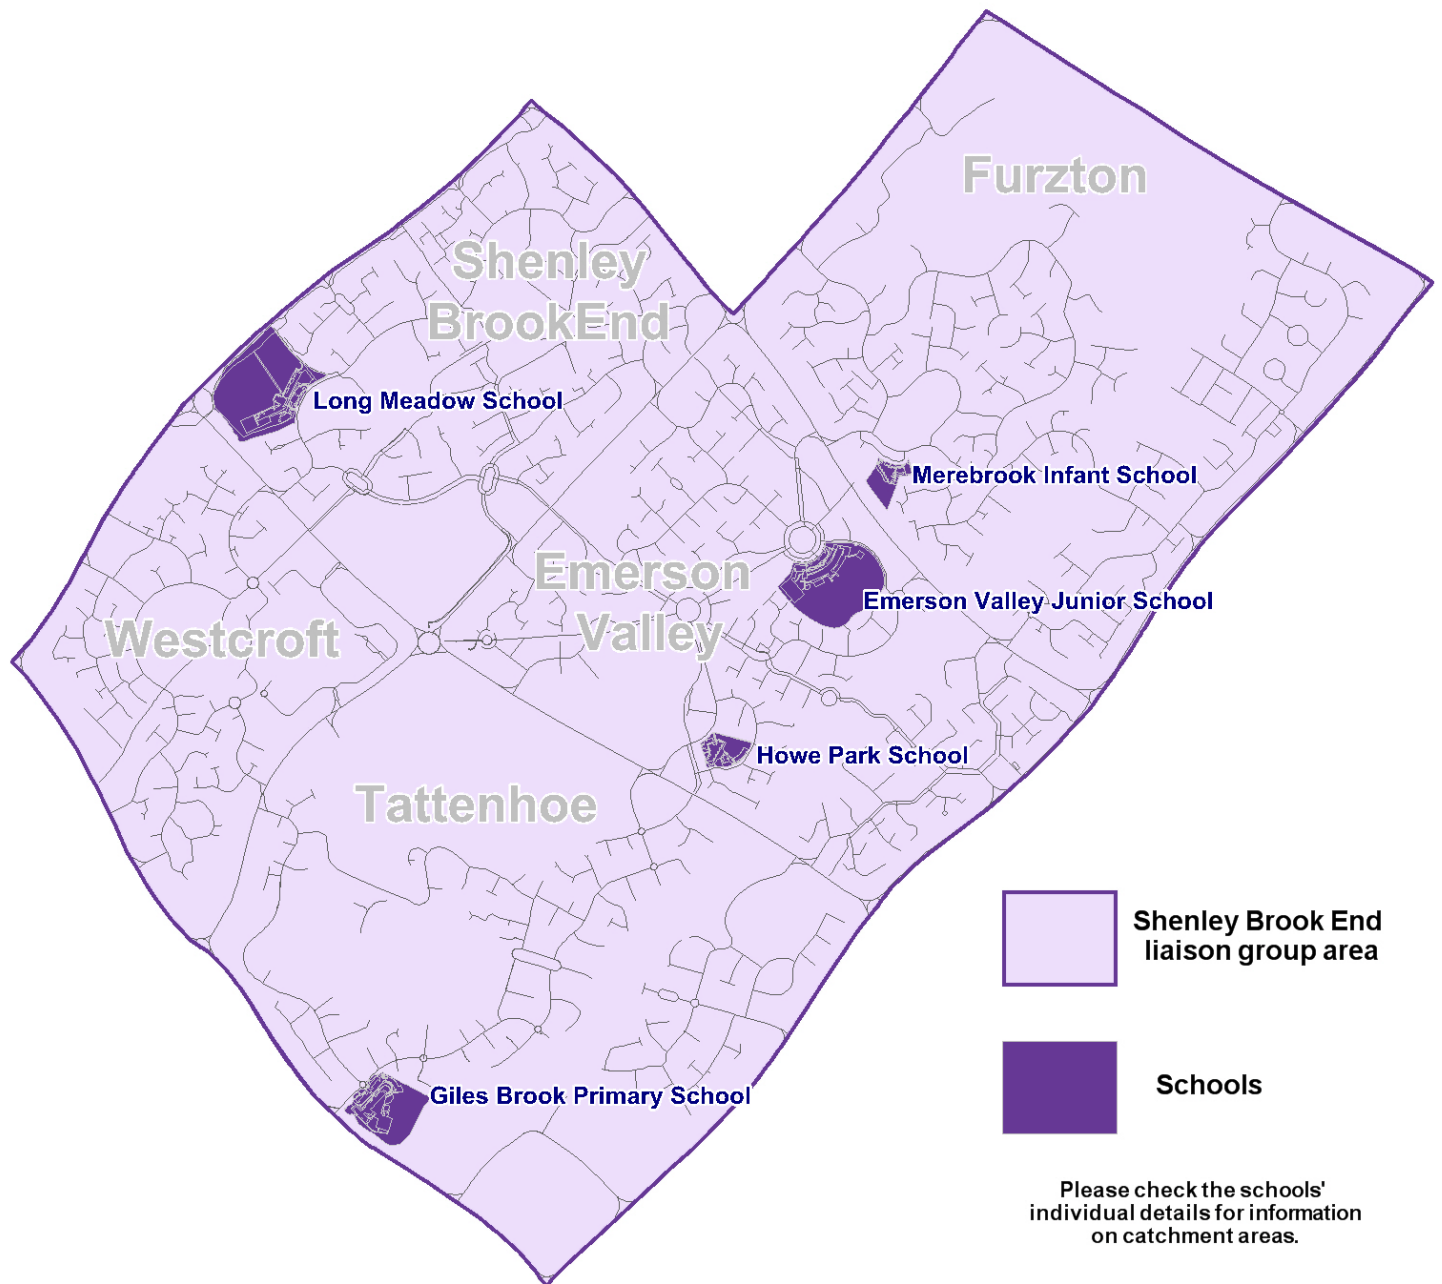 Furzton
Shenley
BrookEnd
Long Meadow School
Merebrook Infant School
Emerson
Valley
Emerson Valley Junior School
Westcroft
Howe Park School
Tattenhoe
Giles Brook Primary School
Shenley Brook End
liaison group area
Schools
Please check the schools'
individual details for information
on catchment areas.